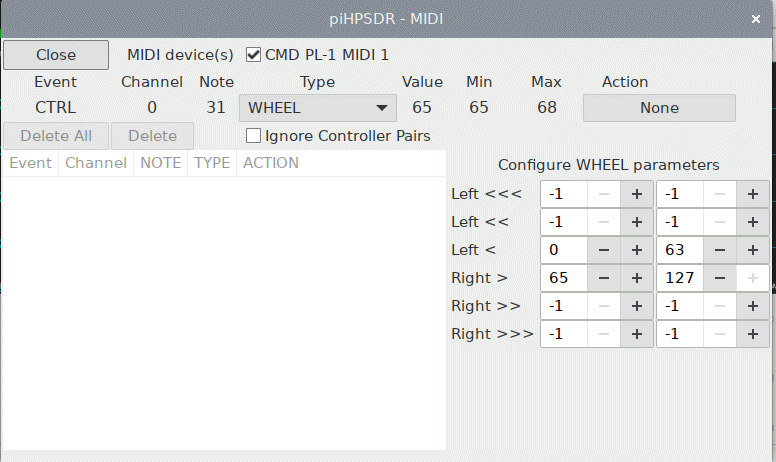 piHPSDR - MIDI ×
Close MIDI device(s) CMD PL-1 MIDI 1
Event Channel Note Type Value Min Max Action
CTRL 0 31 WHEEL 65 65 68 None
Delete All Delete Ignore Controller Pairs
Event Channel NOTE TYPE ACTION
Configure WHEEL parameters
Left <<< -1 − + -1 − +
Left << -1 − + -1 − +
Left < 0 − + 63 − +
Right > 65 − + 127 − +
Right >> -1 − + -1 − +
Right >>> -1 − + -1 − +